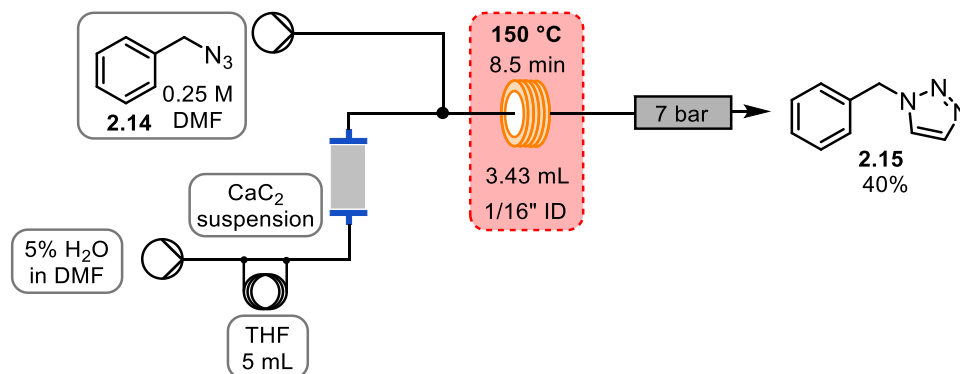 N₃
0.25 M
2.14 DMF
150 °C
8.5 min
3.43 mL
1/16" ID
7 bar
N
N
N
2.15
40%
CaC₂
suspension
5% H₂O
in DMF
THF
5 mL